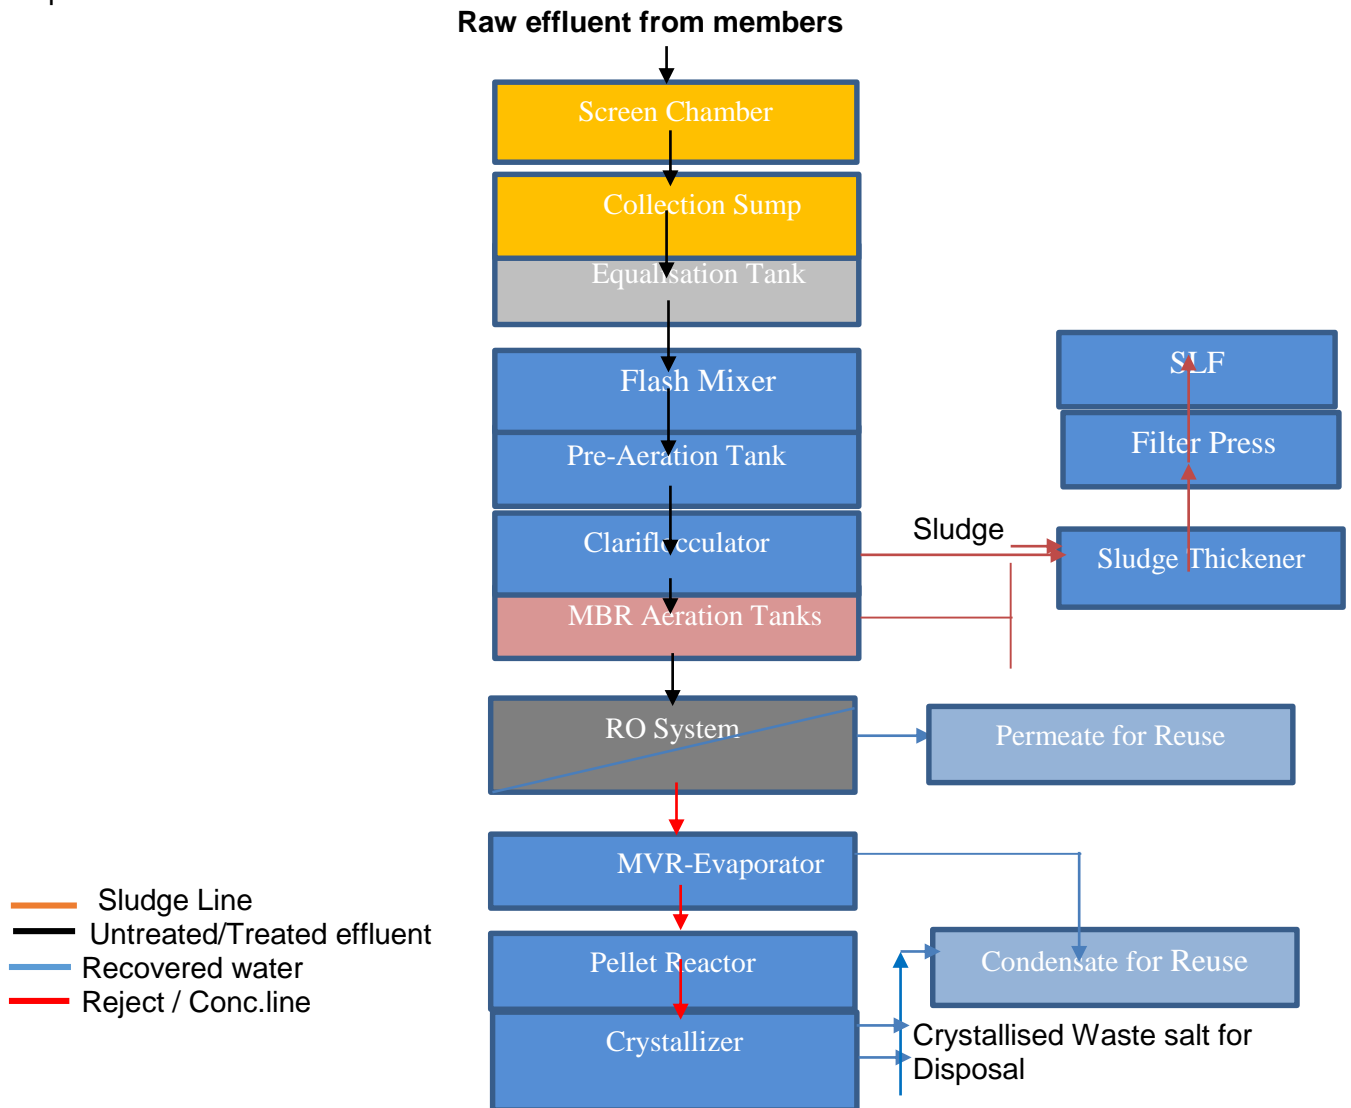 Raw effluent from members
Screen Chamber
Collection Sump
Equalisation Tank
Flash Mixer
Pre-Aeration Tank
Clariflocculator
MBR Aeration Tanks
SLF
Filter Press
Sludge
Sludge Thickener
RO System
Permeate for Reuse
MVR-Evaporator
Pellet Reactor
Condensate for Reuse
Crystallizer
Crystallised Waste salt for
Disposal
Sludge Line
Untreated/Treated effluent
Recovered water
Reject / Conc.line